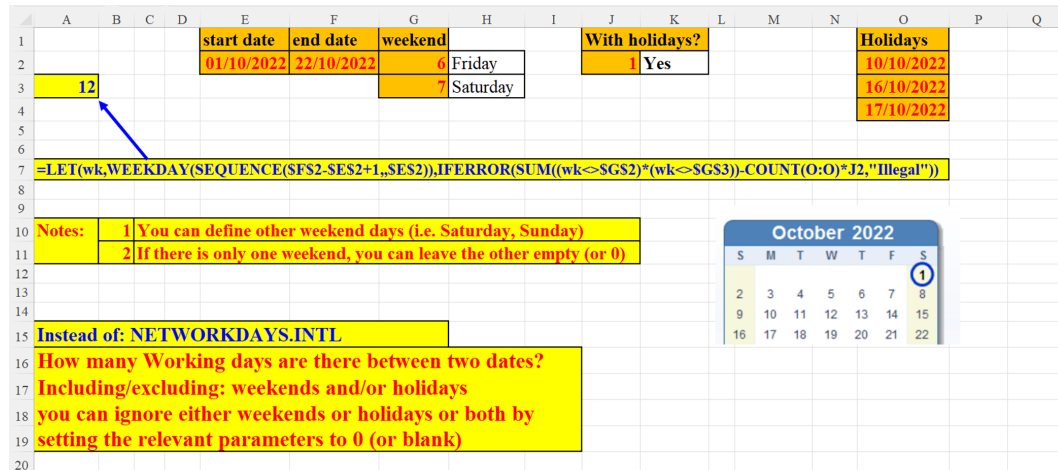 A B C D E F G H I J K L M N O P Q
1 start date end date weekend With holidays? Holidays
2 01/10/2022 22/10/2022 6 Friday 1 Yes 10/10/2022
3 12 7 Saturday 16/10/2022
4 17/10/2022
5
6
7 =LET(wk,WEEKDAY(SEQUENCE($F$2-$E$2+1,,$E$2)),IFERROR(SUM((wk<>$G$2)*(wk<>$G$3))-COUNT(O:O)*J2,"Illegal"))
8
9
10 Notes: 1 You can define other weekend days (i.e. Saturday, Sunday)
11 2 If there is only one weekend, you can leave the other empty (or 0)
12
13
14
October 2022
S M T W T F S
1
2 3 4 5 6 7 8
9 10 11 12 13 14 15
16 17 18 19 20 21 22
15 Instead of: NETWORKDAYS.INTL
16 How many Working days are there between two dates?
17 Including/excluding: weekends and/or holidays
18 you can ignore either weekends or holidays or both by
19 setting the relevant parameters to 0 (or blank)
20